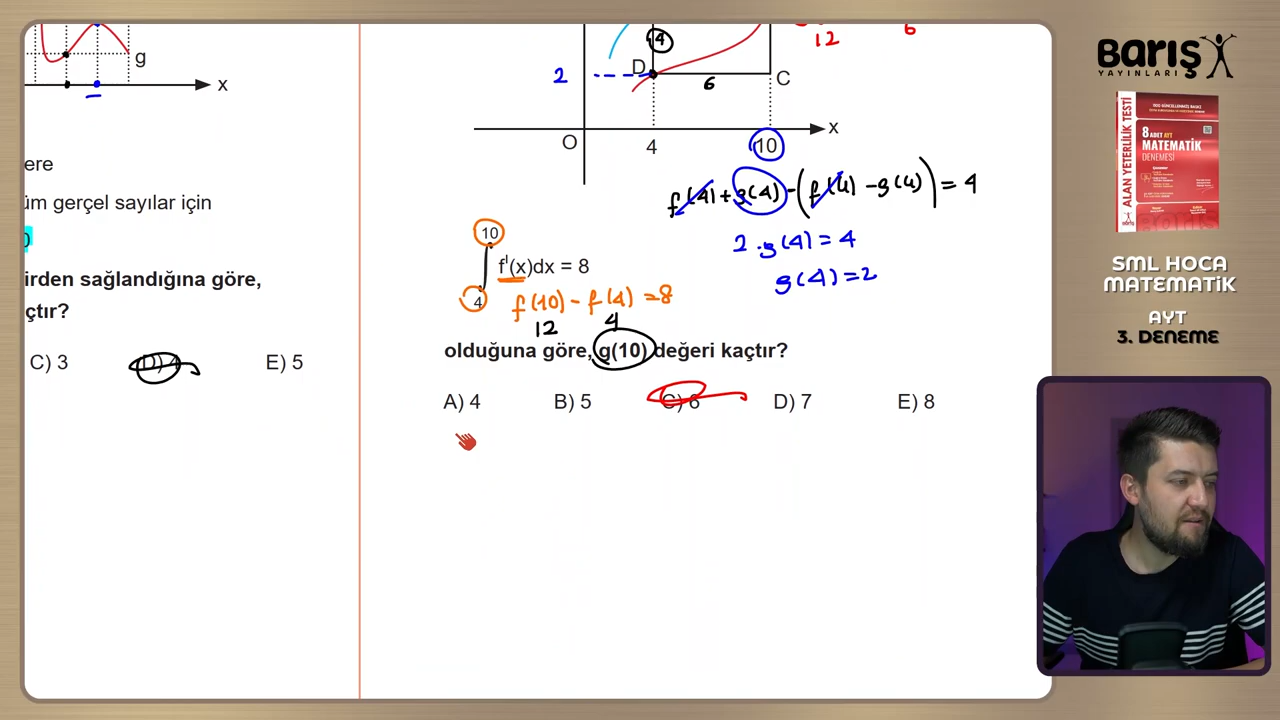 g
x
ere
üm gerçel sayılar için
0
irden sağlandığına göre,
çtır?
C) 3
D) 4
E) 5
4
12
6
2
D
6
C
x
O
4
10
f(4) + g(4) - (f(4) - g(4)) = 4
2 . g(4) = 4
g(4) = 2
10
f'(x)dx = 8
4
f(10) - f(4) = 8
12
4
olduğuna göre, g(10) değeri kaçtır?
A) 4
B) 5
C) 6
D) 7
E) 8
BARIŞ
YAYINLARI
ALAN YETERLİLİK TESTİ
8 ADET AYT
MATEMATİK
DENEMESİ
SML HOCA
MATEMATİK
AYT
3. DENEME